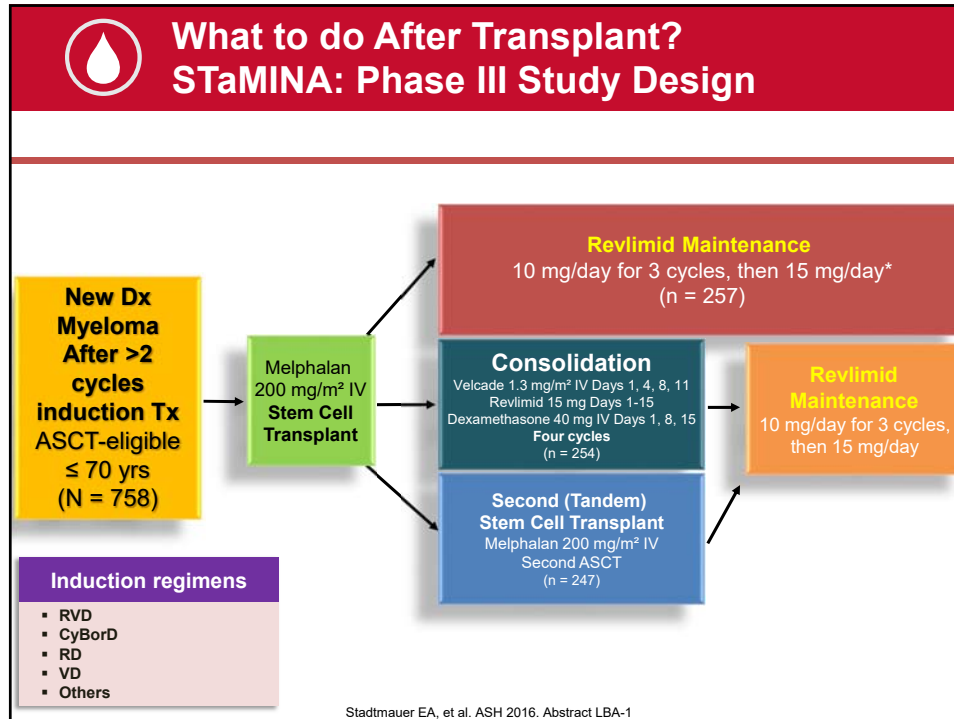 What to do After Transplant?
STaMINA: Phase III Study Design
New Dx
Myeloma
After >2
cycles
induction Tx
ASCT-eligible
≤ 70 yrs
(N = 758)
Melphalan
200 mg/m² IV
Stem Cell
Transplant
Revlimid Maintenance
10 mg/day for 3 cycles, then 15 mg/day*
(n = 257)
Consolidation
Velcade 1.3 mg/m² IV Days 1, 4, 8, 11
Revlimid 15 mg Days 1-15
Dexamethasone 40 mg IV Days 1, 8, 15
Four cycles
(n = 254)
Second (Tandem)
Stem Cell Transplant
Melphalan 200 mg/m² IV
Second ASCT
(n = 247)
Revlimid
Maintenance
10 mg/day for 3 cycles,
then 15 mg/day
Induction regimens
▪ RVD
▪ CyBorD
▪ RD
▪ VD
▪ Others
Stadtmauer EA, et al. ASH 2016. Abstract LBA-1